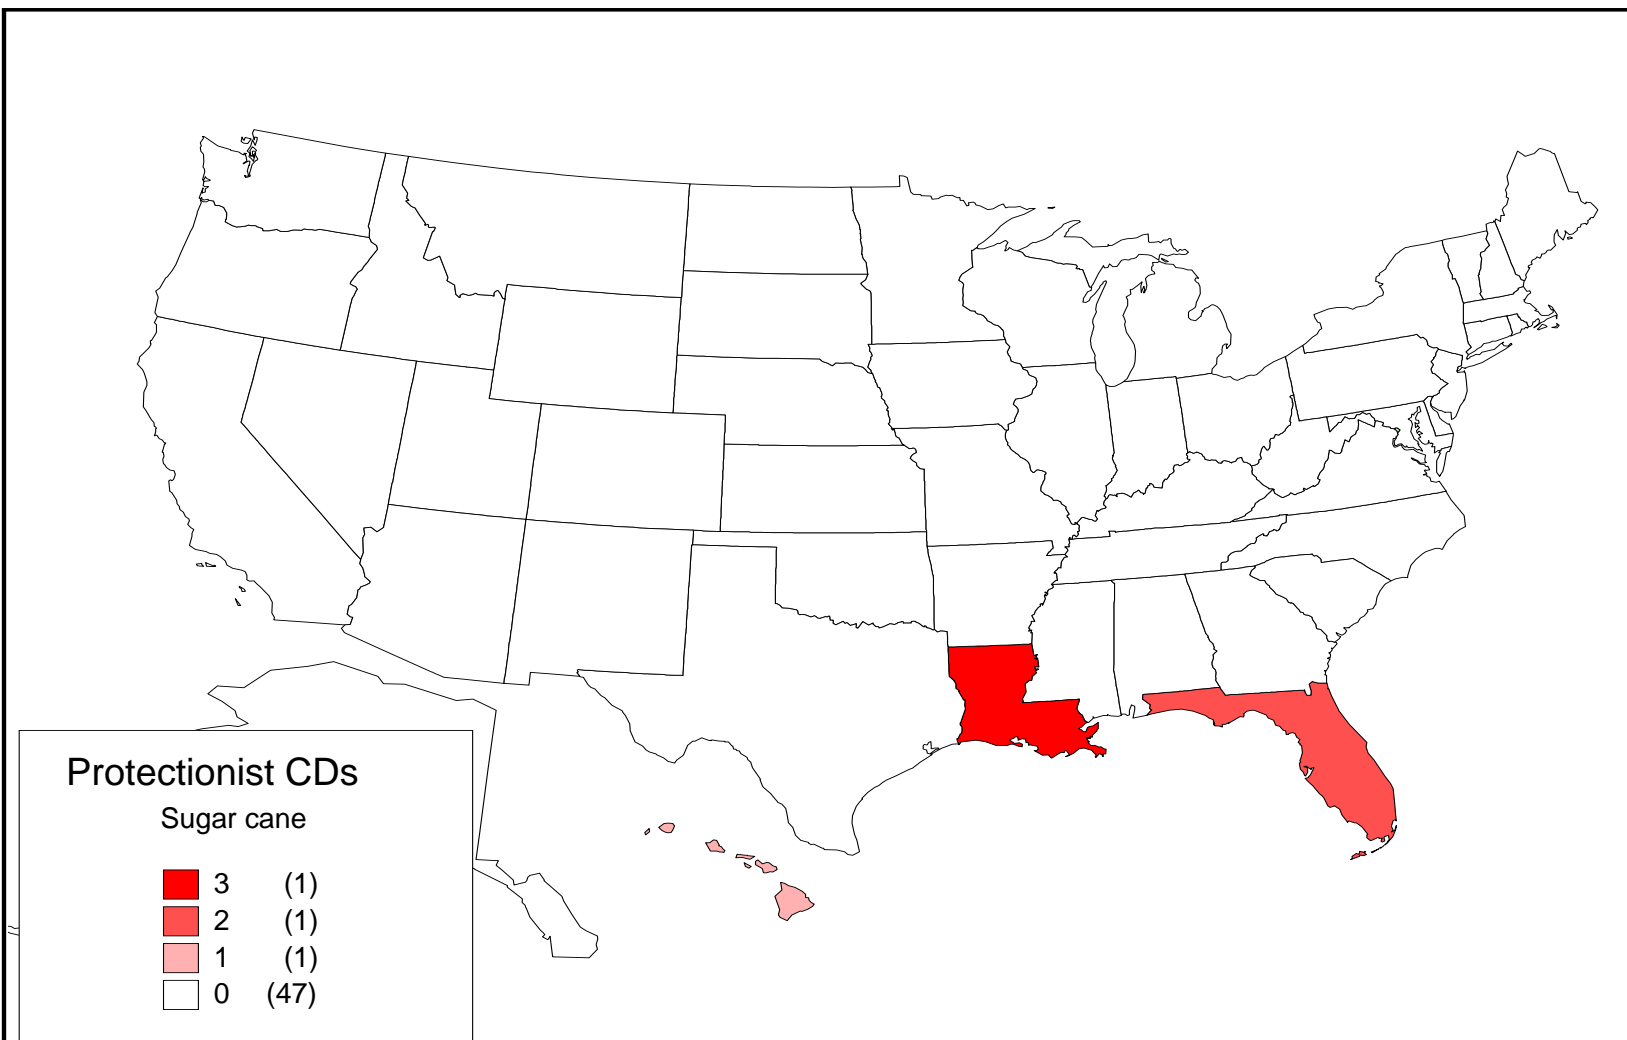 Protectionist CDs
Sugar cane
3 (1)
2 (1)
1 (1)
0 (47)